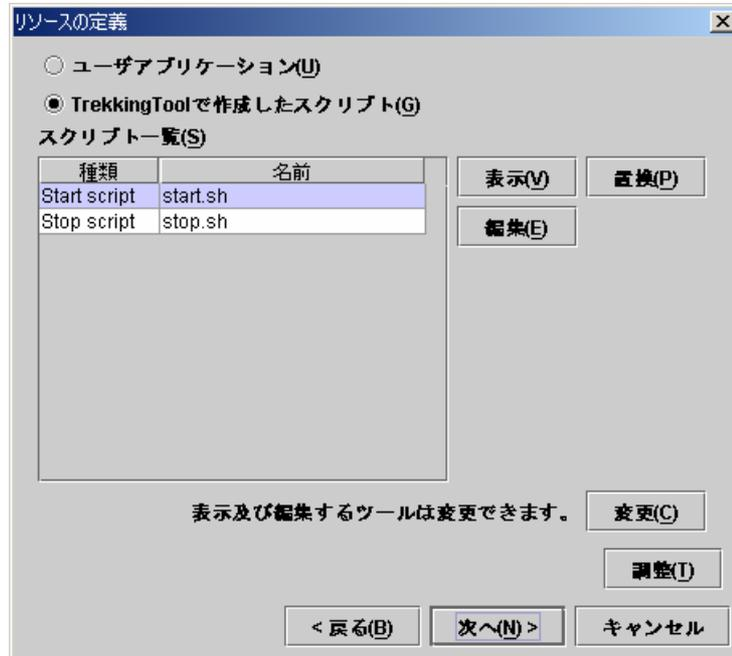 リソースの定義
ユーザアプリケーション(U)
TrekkingToolで作成したスクリプト(G)
スクリプト一覧(S)
種類 名前
Start script start.sh
Stop script stop.sh
表示(V) 置換(P)
編集(E)
表示及び編集するツールは変更できます。 変更(C)
調整(T)
< 戻る(B) 次へ(N) > キャンセル